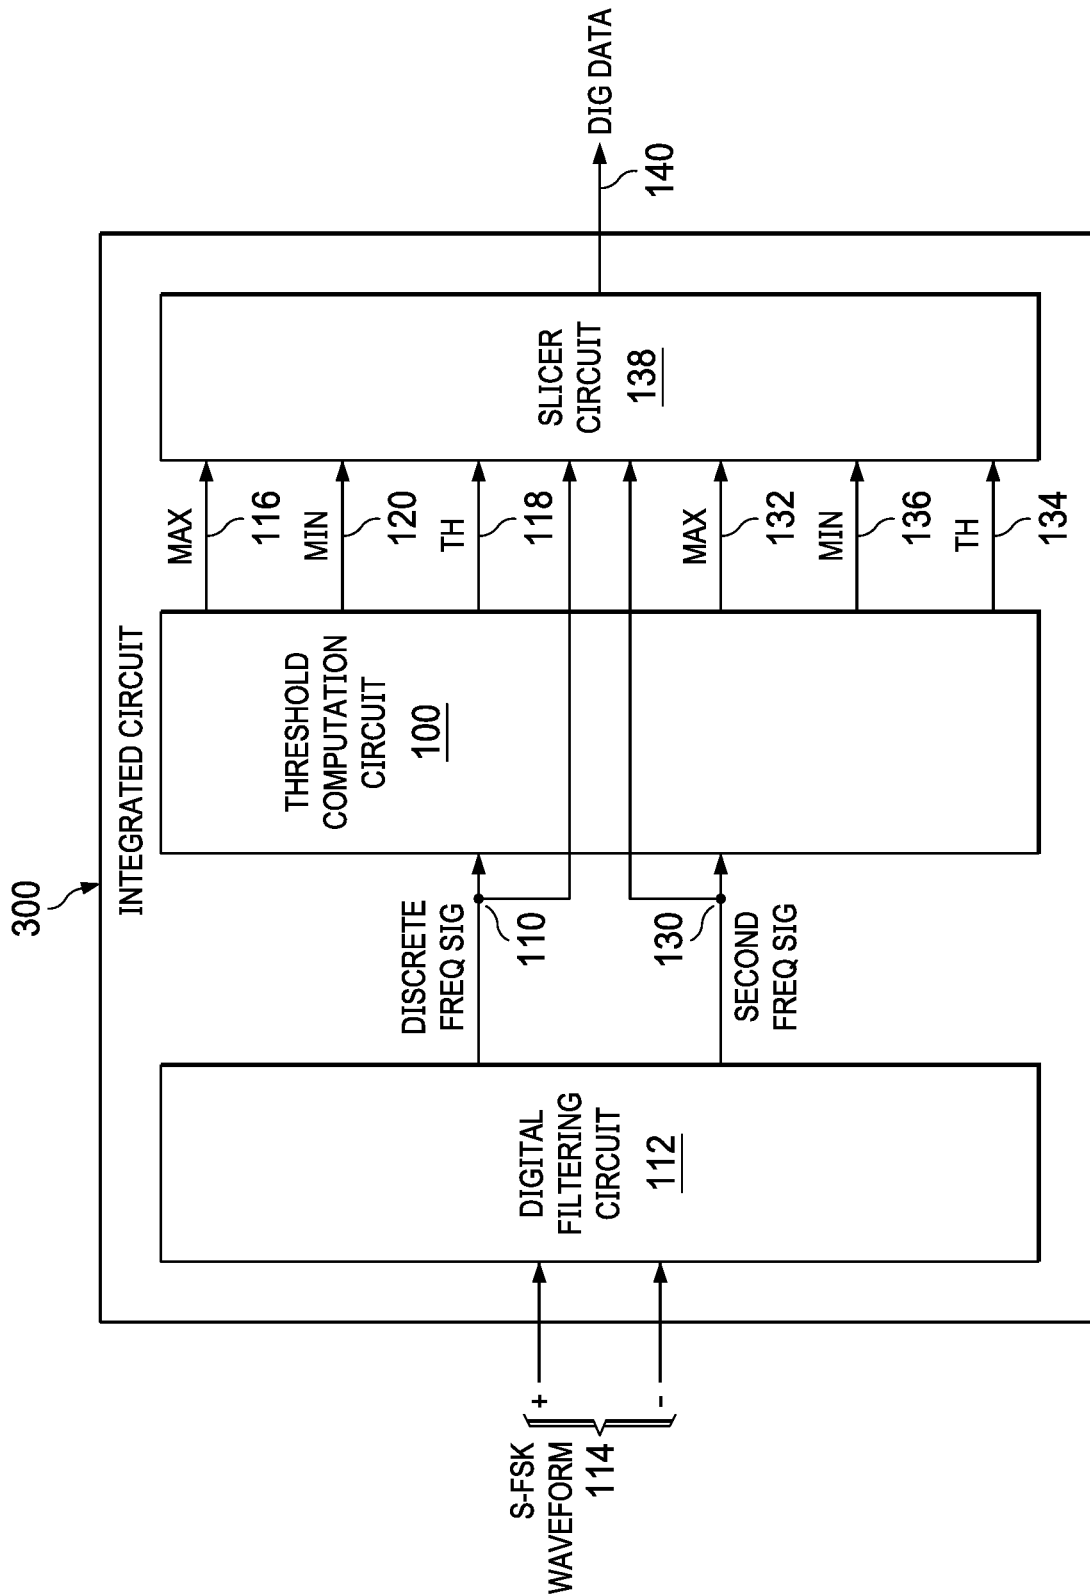 300
INTEGRATED CIRCUIT
S-FSK
WAVEFORM
114
+
-
DIGITAL
FILTERING
CIRCUIT
112
DISCRETE
FREQ SIG
110
130
SECOND
FREQ SIG
THRESHOLD
COMPUTATION
CIRCUIT
100
MAX
116
MIN
120
TH
118
MAX
132
MIN
136
TH
134
SLICER
CIRCUIT
138
DIG DATA
140